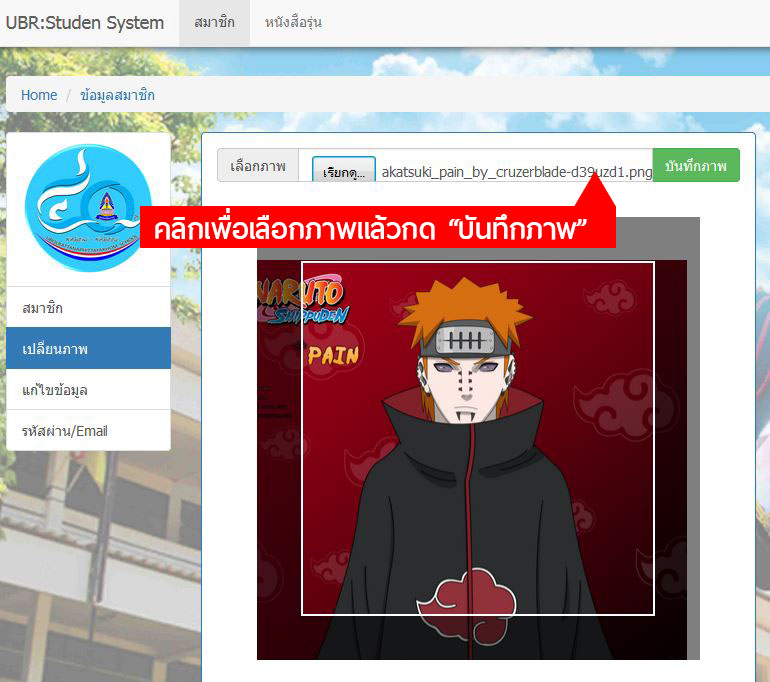 UBR:Studen System สมาชิก หนังสือรุ่น
Home / ข้อมูลสมาชิก
เลือกภาพ เรียกดู... akatsuki_pain_by_cruzerblade-d39uzd1.png บันทึกภาพ
คลิกเพื่อเลือกภาพแล้วกด “บันทึกภาพ”
สมาชิก
เปลี่ยนภาพ
แก้ไขข้อมูล
รหัสผ่าน/Email
NARUTO
SHIPPUDEN
PAIN